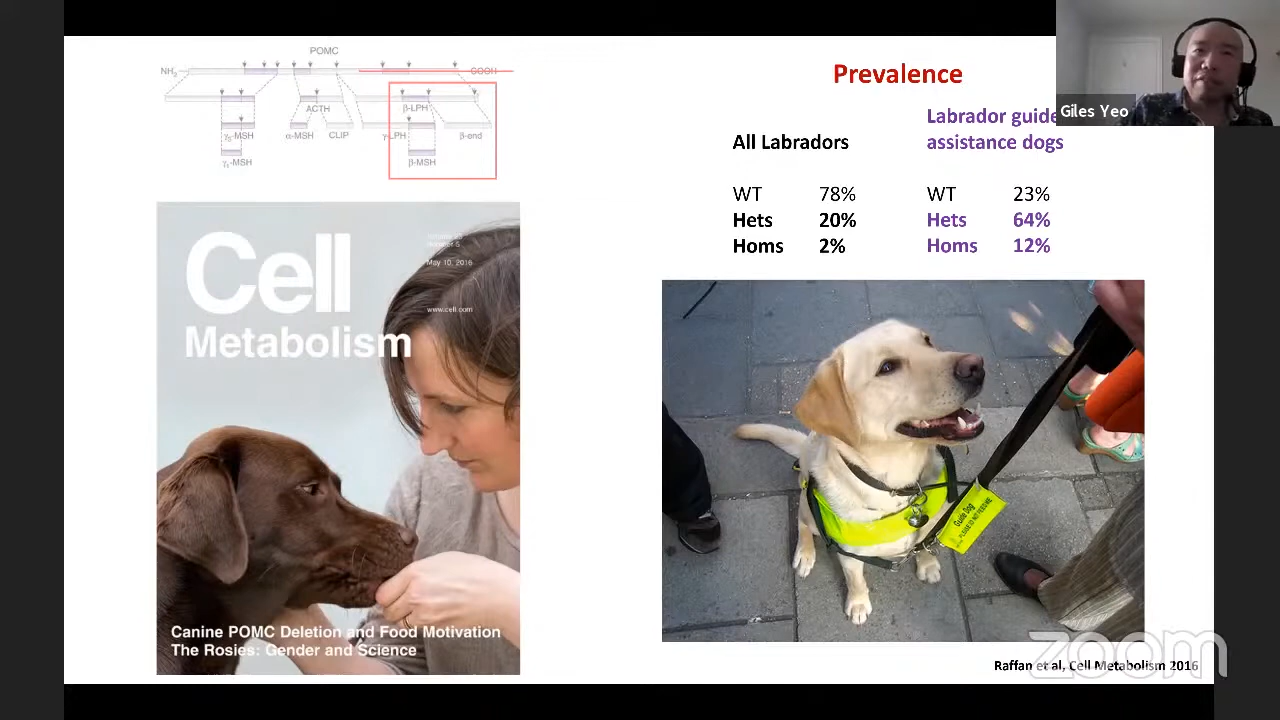 POMC
NH2
COOH
ACTH
β-LPH
γ3-MSH
α-MSH
CLIP
γ-LPH
β-end
γ1-MSH
β-MSH
Cell
Metabolism
May 10, 2016
www.cell.com
Canine POMC Deletion and Food Motivation
The Rosies: Gender and Science
Prevalence
All Labradors
WT 78%
Hets 20%
Homs 2%
Labrador guide
assistance dogs
WT 23%
Hets 64%
Homs 12%
Giles Yeo
Guide Dog
Raffan et al, Cell Metabolism 2016
zoom